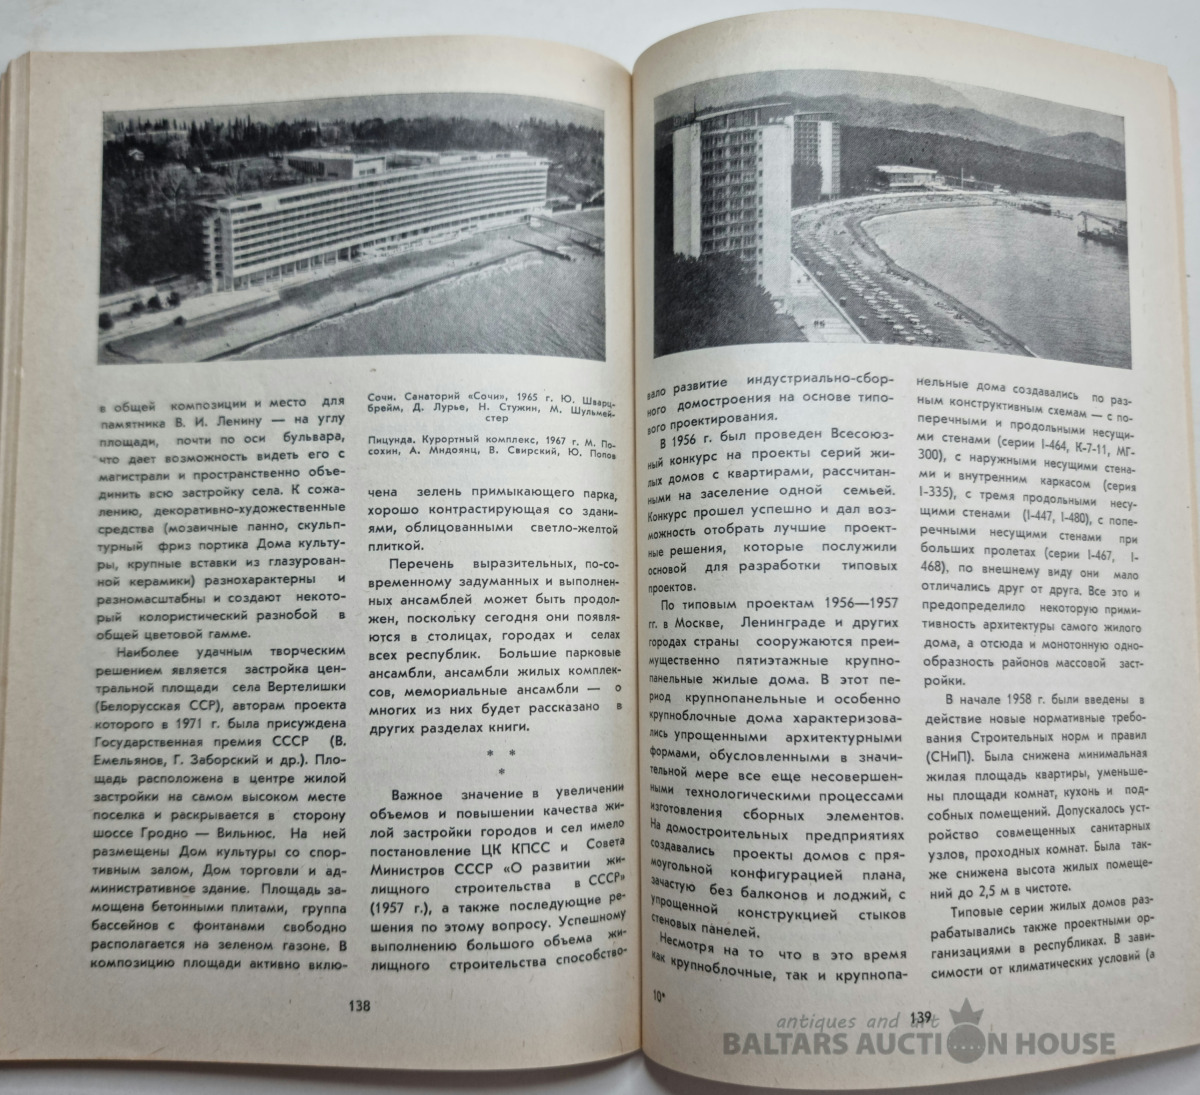 в общей композиции и место для
памятника В. И. Ленину — на углу
площади, почти по оси бульвара,
что дает возможность видеть его с
магистрали и пространственно объе-
динить всю застройку села. К сожа-
лению, декоративно-художественные
средства (мозаичные панно, скульп-
турный фриз портика Дома культу-
ры, крупные вставки из глазурован-
ной керамики) разнохарактерны и
разномасштабны и создают некото-
рый колористический разнобой в
общей цветовой гамме.
Наиболее удачным творческим
решением является застройка цен-
тральной площади села Вертелишки
(Белорусская ССР), авторам проекта
которого в 1971 г. была присуждена
Государственная премия СССР (В.
Емельянов, Г. Заборский и др.). Пло-
щадь расположена в центре жилой
застройки на самом высоком месте
поселка и раскрывается в сторону
шоссе Гродно — Вильнюс. На ней
размещены Дом культуры со спор-
тивным залом, Дом торговли и ад-
министративное здание. Площадь за-
мощена бетонными плитами, группа
бассейнов с фонтанами свободно
располагается на зеленом газоне. В
композицию площади активно вклю-
Сочи. Санаторий «Сочи», 1965 г. Ю. Шварц-
брейм, Д. Лурье, Н. Стужин, М. Шульмей-
стер
Пицунда. Курортный комплекс, 1967 г. М. По-
сохин, А. Мндоянц, В. Свирский, Ю. Попов
чена зелень примыкающего парка,
хорошо контрастирующая со здани-
ями, облицованными светло-желтой
плиткой.
Перечень выразительных, по-со-
временному задуманных и выполнен-
ных ансамблей может быть продол-
жен, поскольку сегодня они появля-
ются в столицах, городах и селах
всех республик. Большие парковые
ансамбли, ансамбли жилых комплек-
сов, мемориальные ансамбли — о
многих из них будет рассказано в
других разделах книги.
* *
*
Важное значение в увеличении
объемов и повышении качества жи-
лой застройки городов и сел имело
постановление ЦК КПСС и Совета
Министров СССР «О развитии жи-
лищного строительства в СССР»
(1957 г.), а также последующие ре-
шения по этому вопросу. Успешному
выполнению большого объема жи-
лищного строительства способство-
138
вало развитие индустриально-сбор-
ного домостроения на основе типо-
вого проектирования.
В 1956 г. был проведен Всесоюз-
ный конкурс на проекты серий жи-
лых домов с квартирами, рассчитан-
ными на заселение одной семьей.
Конкурс прошел успешно и дал воз-
можность отобрать лучшие проект-
ные решения, которые послужили
основой для разработки типовых
проектов.
По типовым проектам 1956—1957
гг. в Москве, Ленинграде и других
городах страны сооружаются преи-
мущественно пятиэтажные крупно-
панельные жилые дома. В этот пе-
риод крупнопанельные и особенно
крупноблочные дома характеризова-
лись упрощенными архитектурными
формами, обусловленными в значи-
тельной мере все еще несовершен-
ными технологическими процессами
изготовления сборных элементов.
На домостроительных предприятиях
создавались проекты домов с пря-
моугольной конфигурацией плана,
зачастую без балконов и лоджий, с
упрощенной конструкцией стыков
стеновых панелей.
Несмотря на то что в это время
как крупноблочные, так и крупнопа-
10*
нельные дома создавались по раз-
ным конструктивным схемам — с по-
перечными и продольными несущи-
ми стенами (серии I-464, К-7-11, МГ-
300), с наружными несущими стена-
ми и внутренним каркасом (серия
I-335), с тремя продольными несу-
щими стенами (I-447, I-480), с попе-
речными несущими стенами при
больших пролетах (серии I-467, I-
468), по внешнему виду они мало
отличались друг от друга. Все это и
предопределило некоторую прими-
тивность архитектуры самого жилого
дома, а отсюда и монотонную одно-
образность районов массовой заст-
ройки.
В начале 1958 г. были введены в
действие новые нормативные требо-
вания Строительных норм и правил
(СНиП). Была снижена минимальная
жилая площадь квартиры, уменьше-
ны площади комнат, кухонь и под-
собных помещений. Допускалось уст-
ройство совмещенных санитарных
узлов, проходных комнат. Была так-
же снижена высота жилых помеще-
ний до 2,5 м в чистоте.
Типовые серии жилых домов раз-
рабатывались также проектными ор-
ганизациями в республиках. В зави-
симости от климатических условий (а
139
antiques and art
BALTARS AUCTION HOUSE